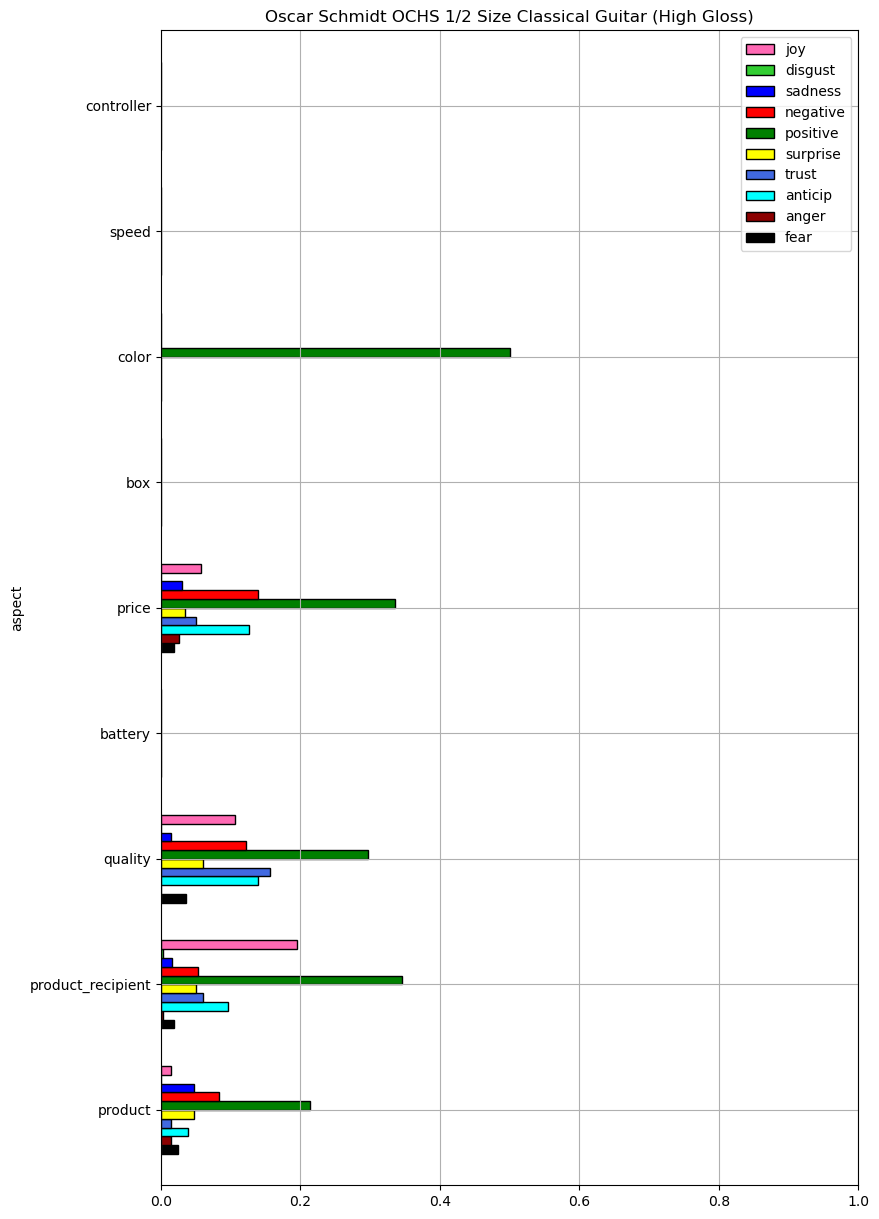 Oscar Schmidt OCHS 1/2 Size Classical Guitar (High Gloss)
joy
disgust
sadness
negative
positive
surprise
trust
anticip
anger
fear
controller
speed
color
box
price
battery
quality
product_recipient
product
aspect
0.0 0.2 0.4 0.6 0.8 1.0